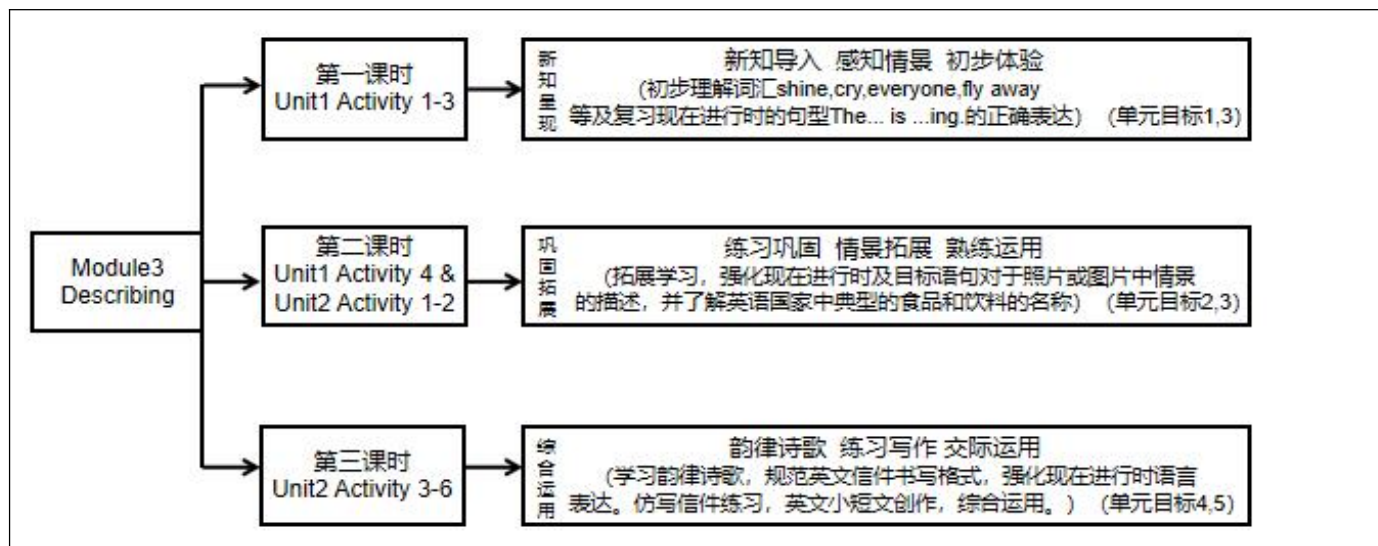 Module3
Describing
第一课时
Unit1 Activity 1-3
新知呈现
新知导入 感知情景 初步体验
(初步理解词汇shine,cry,everyone,fly away
等及复习现在进行时的句型The... is ...ing.的正确表达) (单元目标1,3)
第二课时
Unit1 Activity 4 &
Unit2 Activity 1-2
巩固拓展
练习巩固 情景拓展 熟练运用
(拓展学习，强化现在进行时及目标语句对于照片或图片中情景
的描述，并了解英语国家中典型的食品和饮料的名称) (单元目标2,3)
第三课时
Unit2 Activity 3-6
综合运用
韵律诗歌 练习写作 交际运用
(学习韵律诗歌，规范英文信件书写格式，强化现在进行时语言
表达。仿写信件练习，英文小短文创作，综合运用。) (单元目标4,5)